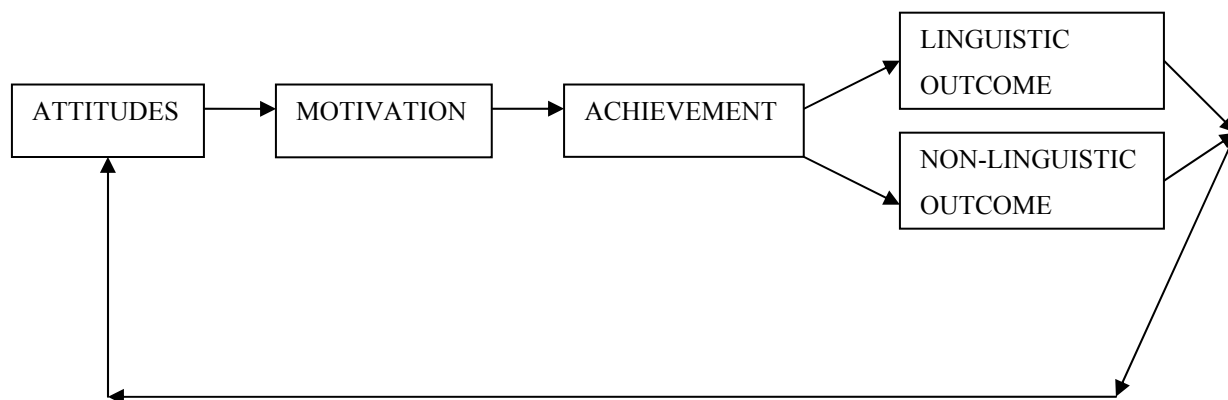 ATTITUDES
MOTIVATION
ACHIEVEMENT
LINGUISTIC
OUTCOME
NON-LINGUISTIC
OUTCOME